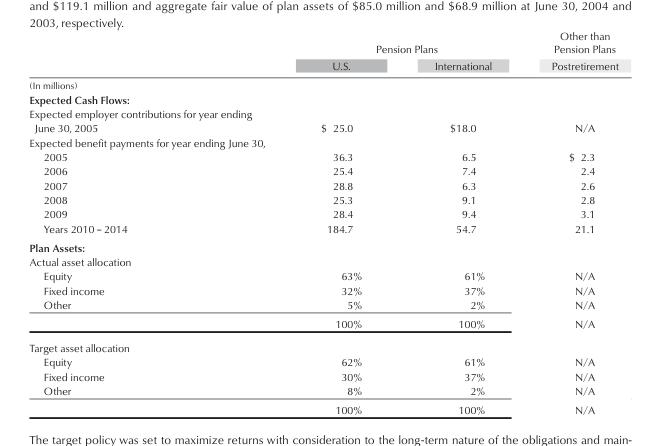 and $119.1 million and aggregate fair value of plan assets of $85.0 million and $68.9 million at June 30, 2004 and
2003, respectively.
Other than
Pension Plans Pension Plans
U.S. International Postretirement
(In millions)
Expected Cash Flows:
Expected employer contributions for year ending
June 30, 2005 $ 25.0 $18.0 N/A
Expected benefit payments for year ending June 30,
2005 36.3 6.5 $ 2.3
2006 25.4 7.4 2.4
2007 28.8 6.3 2.6
2008 25.3 9.1 2.8
2009 28.4 9.4 3.1
Years 2010 – 2014 184.7 54.7 21.1
Plan Assets:
Actual asset allocation
Equity 63% 61% N/A
Fixed income 32% 37% N/A
Other 5% 2% N/A
100% 100% N/A
Target asset allocation
Equity 62% 61% N/A
Fixed income 30% 37% N/A
Other 8% 2% N/A
100% 100% N/A
The target policy was set to maximize returns with consideration to the long-term nature of the obligations and main-